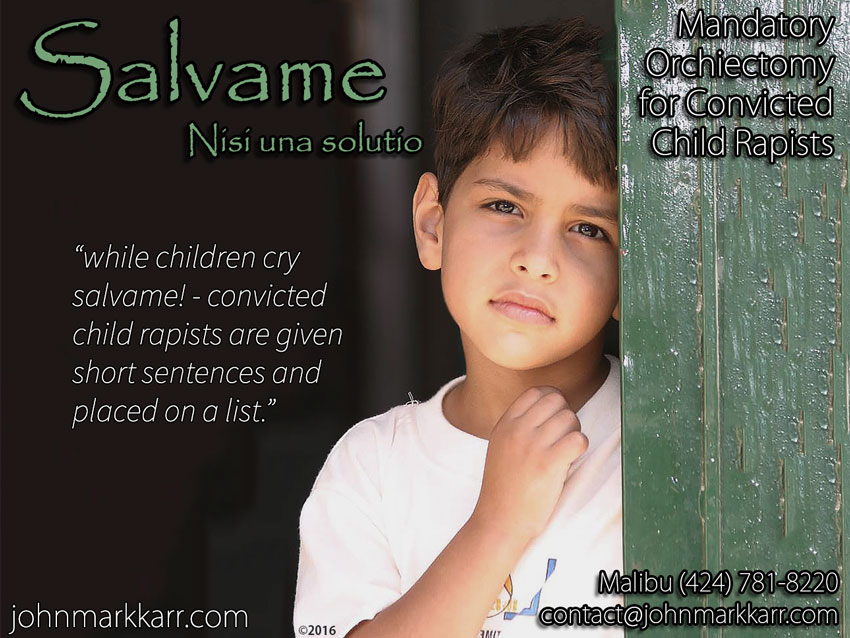 Salvame
Nisi una solutio
Mandatory
Orchiectomy
for Convicted
Child Rapists
“while children cry
salvame! - convicted
child rapists are given
short sentences and
placed on a list.”
Malibu (424) 781-8220
contact@johnmarkkarr.com
johnmarkkarr.com
©2016